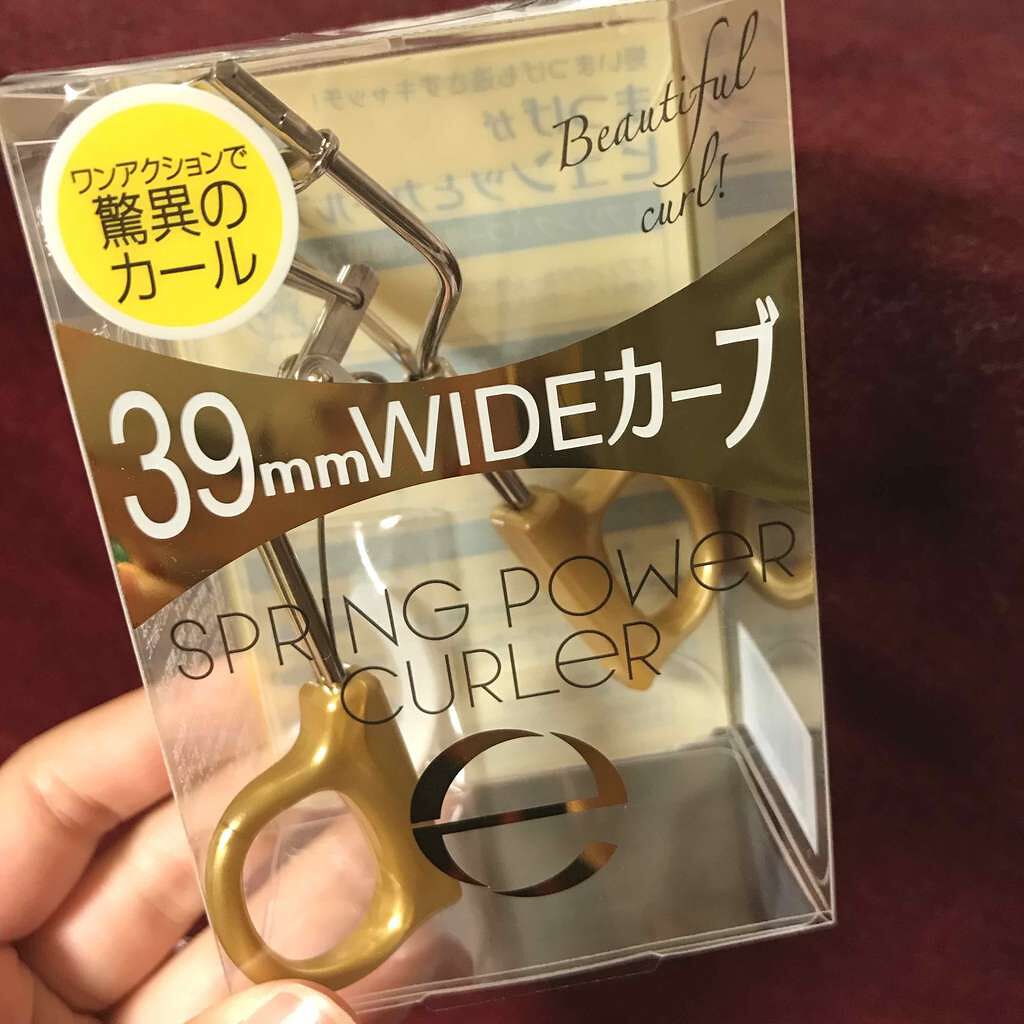 ワンアクションで
驚異の
カール
Beautiful
curl!
39mmWIDEカーブ
SPRING POWeR
CURLeR
e